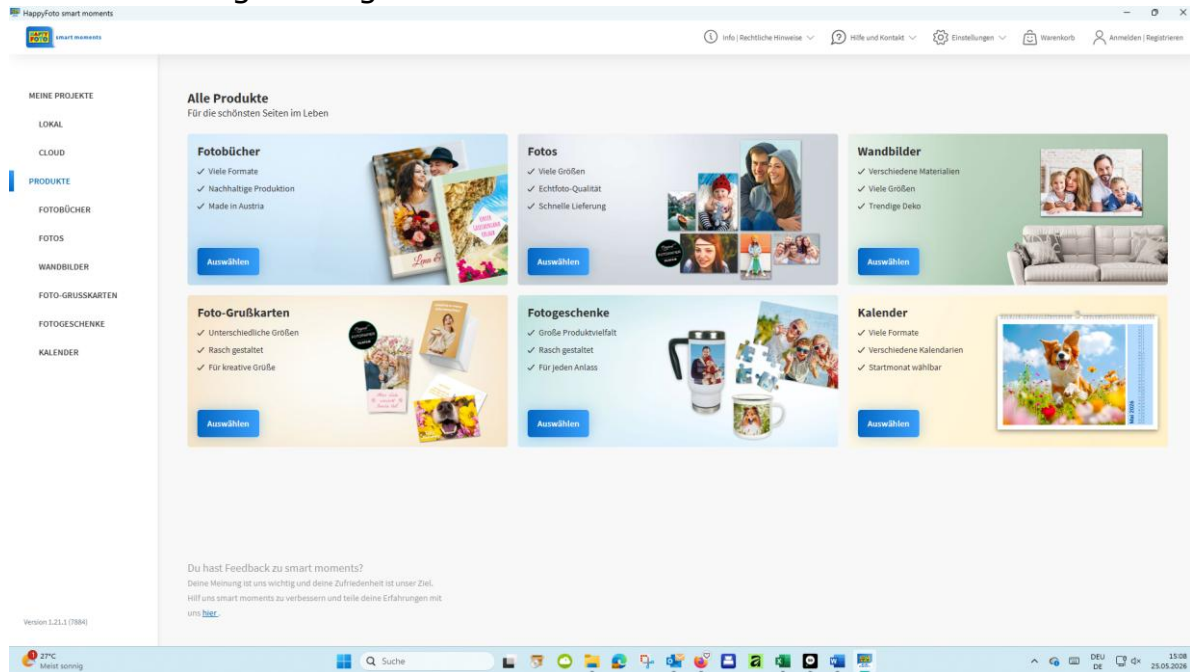 HappyFoto smart moments
HAPPY FOTO smart moments
Info | Rechtliche Hinweise
Hilfe und Kontakt
Einstellungen
Warenkorb
Anmelden | Registrieren
MEINE PROJEKTE
LOKAL
CLOUD
PRODUKTE
FOTOBÜCHER
FOTOS
WANDBILDER
FOTO-GRUSSKARTEN
FOTOGESCHENKE
KALENDER
Version 1.21.1 (7884)
Alle Produkte
Für die schönsten Seiten im Leben
Fotobücher
✓ Viele Formate
✓ Nachhaltige Produktion
✓ Made in Austria
Auswählen
Fotos
✓ Viele Größen
✓ Echtfoto-Qualität
✓ Schnelle Lieferung
Auswählen
Wandbilder
✓ Verschiedene Materialien
✓ Viele Größen
✓ Trendige Deko
Auswählen
Foto-Grußkarten
✓ Unterschiedliche Größen
✓ Rasch gestaltet
✓ Für kreative Grüße
Auswählen
Fotogeschenke
✓ Große Produktvielfalt
✓ Rasch gestaltet
✓ Für jeden Anlass
Auswählen
Kalender
✓ Viele Formate
✓ Verschiedene Kalendarien
✓ Startmonat wählbar
Auswählen
Mai 2026
Du hast Feedback zu smart moments?
Deine Meinung ist uns wichtig und deine Zufriedenheit ist unser Ziel.
Hilf uns smart moments zu verbessern und teile deine Erfahrungen mit
uns hier .
1
27°C
Meist sonnig
Suche
DEU
DE
15:08
25.05.2026